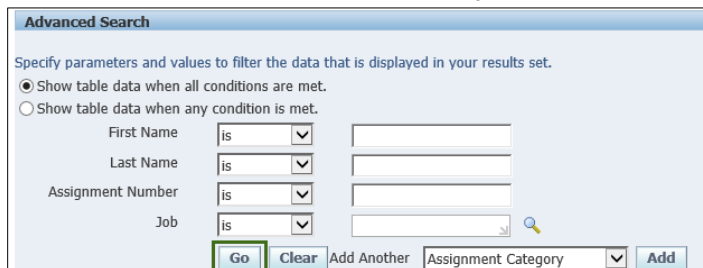 Advanced Search
Specify parameters and values to filter the data that is displayed in your results set.
Show table data when all conditions are met.
Show table data when any condition is met.
First Name is
Last Name is
Assignment Number is
Job is
Go Clear Add Another Assignment Category Add